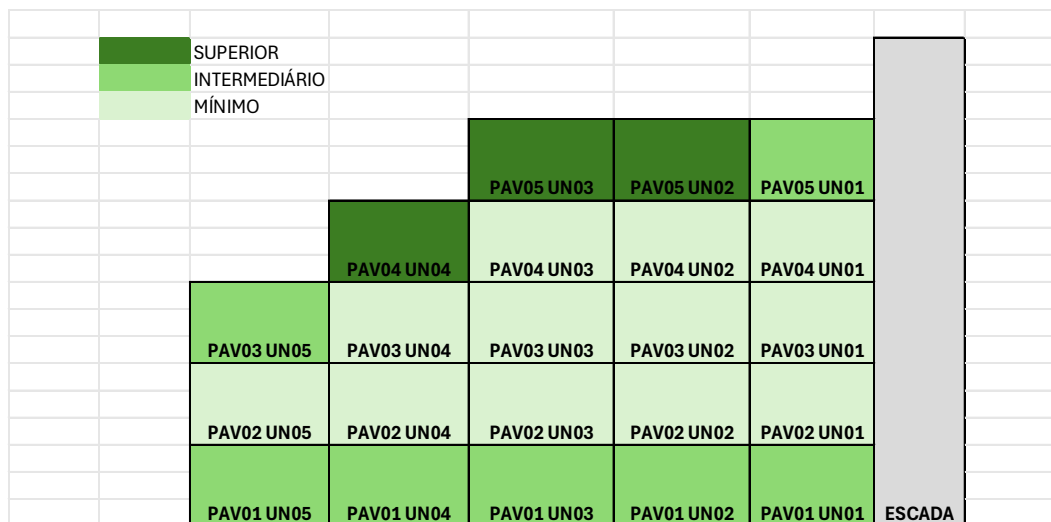 SUPERIOR
INTERMEDIÁRIO
MÍNIMO
PAV05 UN03 PAV05 UN02 PAV05 UN01
PAV04 UN04 PAV04 UN03 PAV04 UN02 PAV04 UN01
PAV03 UN05 PAV03 UN04 PAV03 UN03 PAV03 UN02 PAV03 UN01
PAV02 UN05 PAV02 UN04 PAV02 UN03 PAV02 UN02 PAV02 UN01
PAV01 UN05 PAV01 UN04 PAV01 UN03 PAV01 UN02 PAV01 UN01 ESCADA